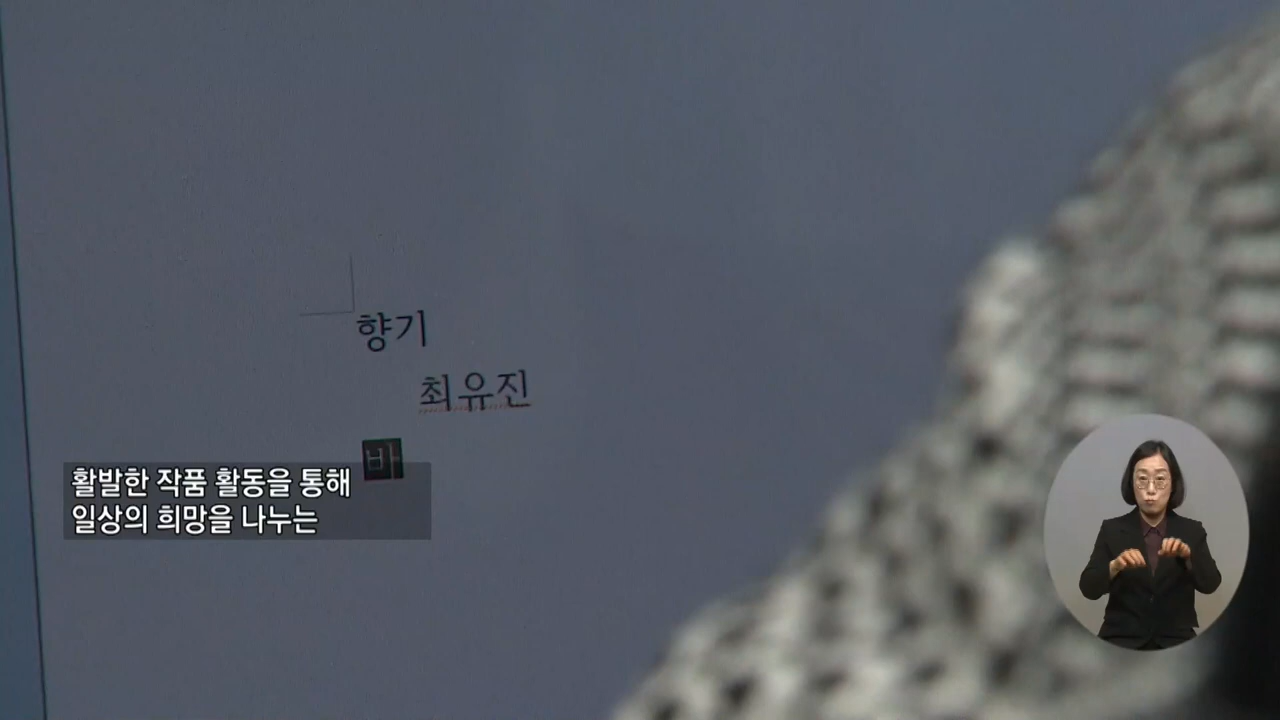 향기
최유진
바
활발한 작품 활동을 통해
일상의 희망을 나누는